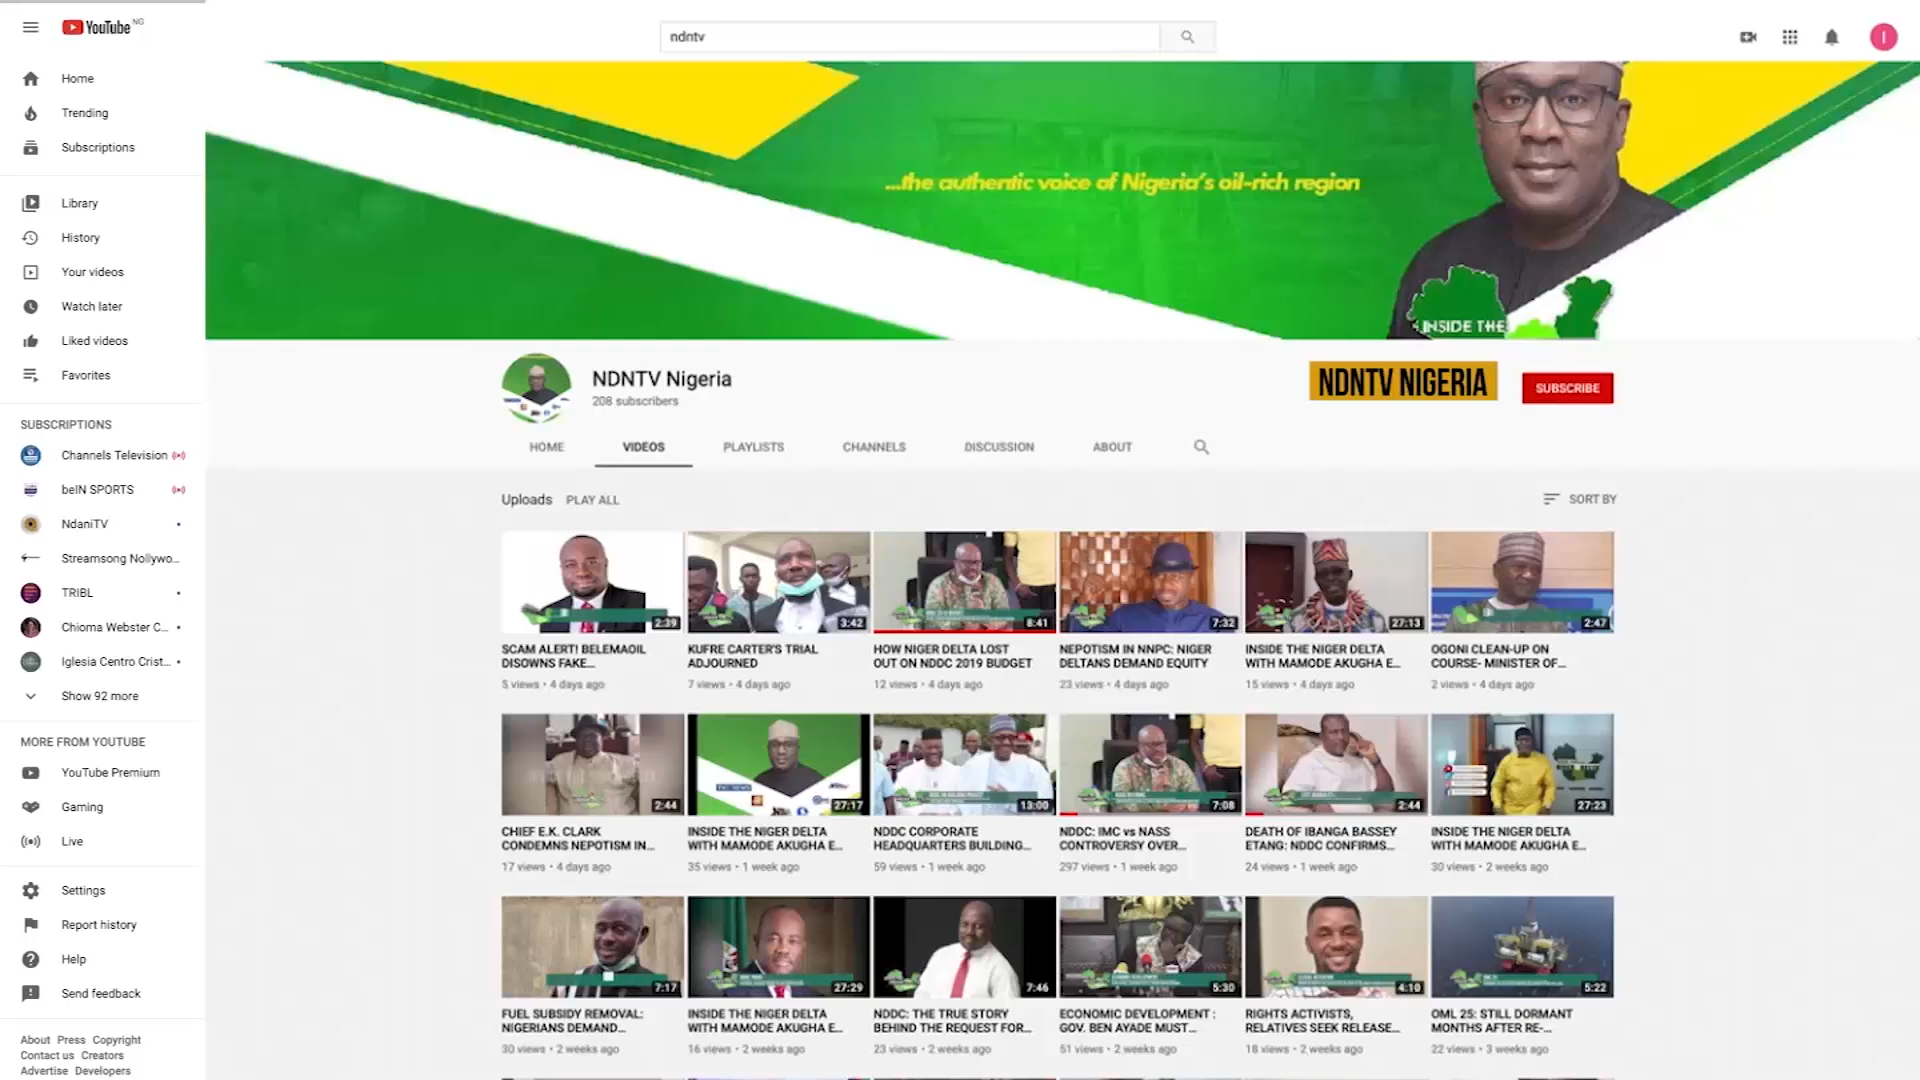 YouTube NG
ndntv
Home
Trending
Subscriptions
Library
History
Your videos
Watch later
Liked videos
Favorites
SUBSCRIPTIONS
Channels Television
beIN SPORTS
NdaniTV
Streamsong Nollywo...
TRIBL
Chioma Webster C...
Iglesia Centro Crist...
Show 92 more
MORE FROM YOUTUBE
YouTube Premium
Gaming
Live
Settings
Report history
Help
Send feedback
About Press Copyright
Contact us Creators
Advertise Developers
...the authentic voice of Nigeria's oil-rich region
INSIDE THE
NDNTV Nigeria
208 subscribers
NDNTV NIGERIA
SUBSCRIBE
HOME VIDEOS PLAYLISTS CHANNELS DISCUSSION ABOUT
Uploads PLAY ALL
SORT BY
2:39
SCAM ALERT! BELEMAOIL
DISOWNS FAKE...
5 views • 4 days ago
3:42
KUFRE CARTER'S TRIAL
ADJOURNED
7 views • 4 days ago
8:41
HOW NIGER DELTA LOST
OUT ON NDDC 2019 BUDGET
12 views • 4 days ago
7:32
NEPOTISM IN NNPC: NIGER
DELTANS DEMAND EQUITY
23 views • 4 days ago
27:13
INSIDE THE NIGER DELTA
WITH MAMODE AKUGHA E...
15 views • 4 days ago
2:47
OGONI CLEAN-UP ON
COURSE- MINISTER OF...
2 views • 4 days ago
2:44
CHIEF E.K. CLARK
CONDEMNS NEPOTISM IN...
17 views • 4 days ago
27:17
INSIDE THE NIGER DELTA
WITH MAMODE AKUGHA E...
35 views • 1 week ago
13:00
NDDC CORPORATE
HEADQUARTERS BUILDING...
59 views • 1 week ago
7:08
NDDC: IMC vs NASS
CONTROVERSY OVER...
297 views • 1 week ago
2:44
DEATH OF IBANGA BASSEY
ETANG: NDDC CONFIRMS...
24 views • 1 week ago
27:23
INSIDE THE NIGER DELTA
WITH MAMODE AKUGHA E...
30 views • 2 weeks ago
7:17
FUEL SUBSIDY REMOVAL:
NIGERIANS DEMAND...
30 views • 2 weeks ago
27:29
INSIDE THE NIGER DELTA
WITH MAMODE AKUGHA E...
16 views • 2 weeks ago
7:46
NDDC: THE TRUE STORY
BEHIND THE REQUEST FOR...
23 views • 2 weeks ago
5:30
ECONOMIC DEVELOPMENT :
GOV. BEN AYADE MUST...
51 views • 2 weeks ago
4:10
RIGHTS ACTIVISTS,
RELATIVES SEEK RELEASE...
18 views • 2 weeks ago
5:22
OML 25: STILL DORMANT
MONTHS AFTER RE-...
22 views • 3 weeks ago